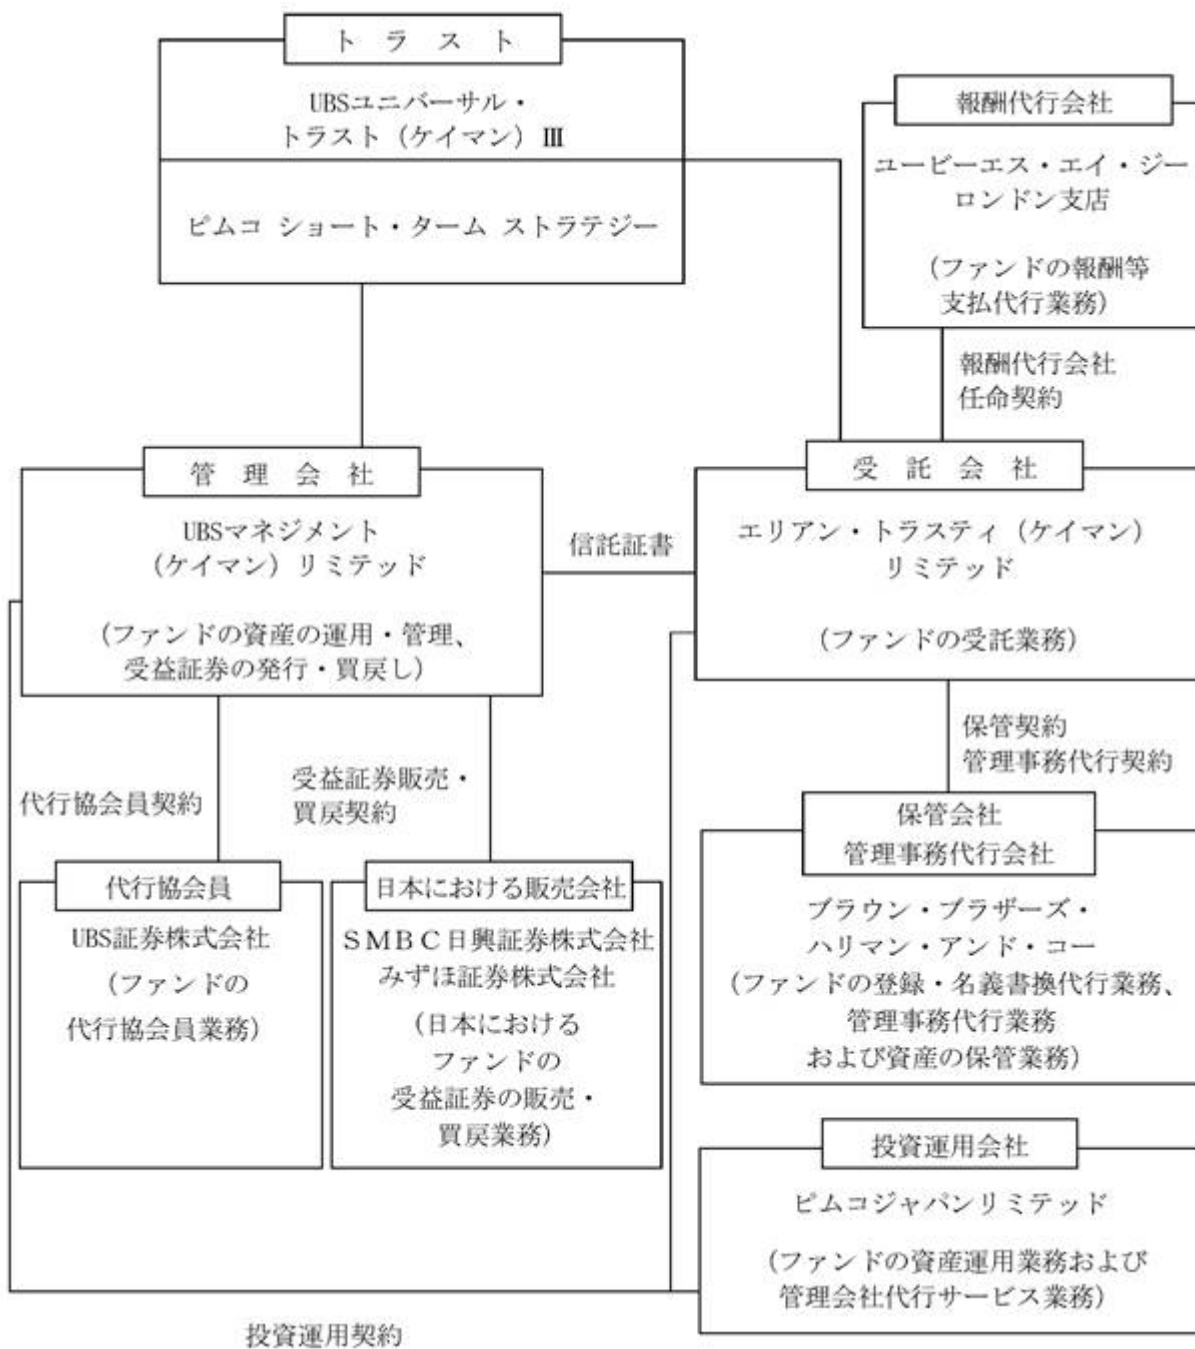 トラスト
UBSユニバーサル・
トラスト（ケイマン）Ⅲ
ピムコ ショート・ターム ストラテジー
報酬代行会社
ユービーエス・エイ・ジー
ロンドン支店
（ファンドの報酬等
支払代行業務）
報酬代行会社
任命契約
管理会社
UBSマネジメント
（ケイマン）リミテッド
（ファンドの資産の運用・管理、
受益証券の発行・買戻し）
信託証書
受託会社
エリアン・トラスティ（ケイマン）
リミテッド
（ファンドの受託業務）
代行協会員契約
受益証券販売・
買戻契約
保管契約
管理事務代行契約
代行協会員
UBS証券株式会社
（ファンドの
代行協会員業務）
日本における販売会社
ＳＭＢＣ日興証券株式会社
みずほ証券株式会社
（日本における
ファンドの
受益証券の販売・
買戻業務）
保管会社
管理事務代行会社
ブラウン・ブラザーズ・
ハリマン・アンド・コー
（ファンドの登録・名義書換代行業務、
管理事務代行業務
および資産の保管業務）
投資運用会社
ピムコジャパンリミテッド
（ファンドの資産運用業務および
管理会社代行サービス業務）
投資運用契約